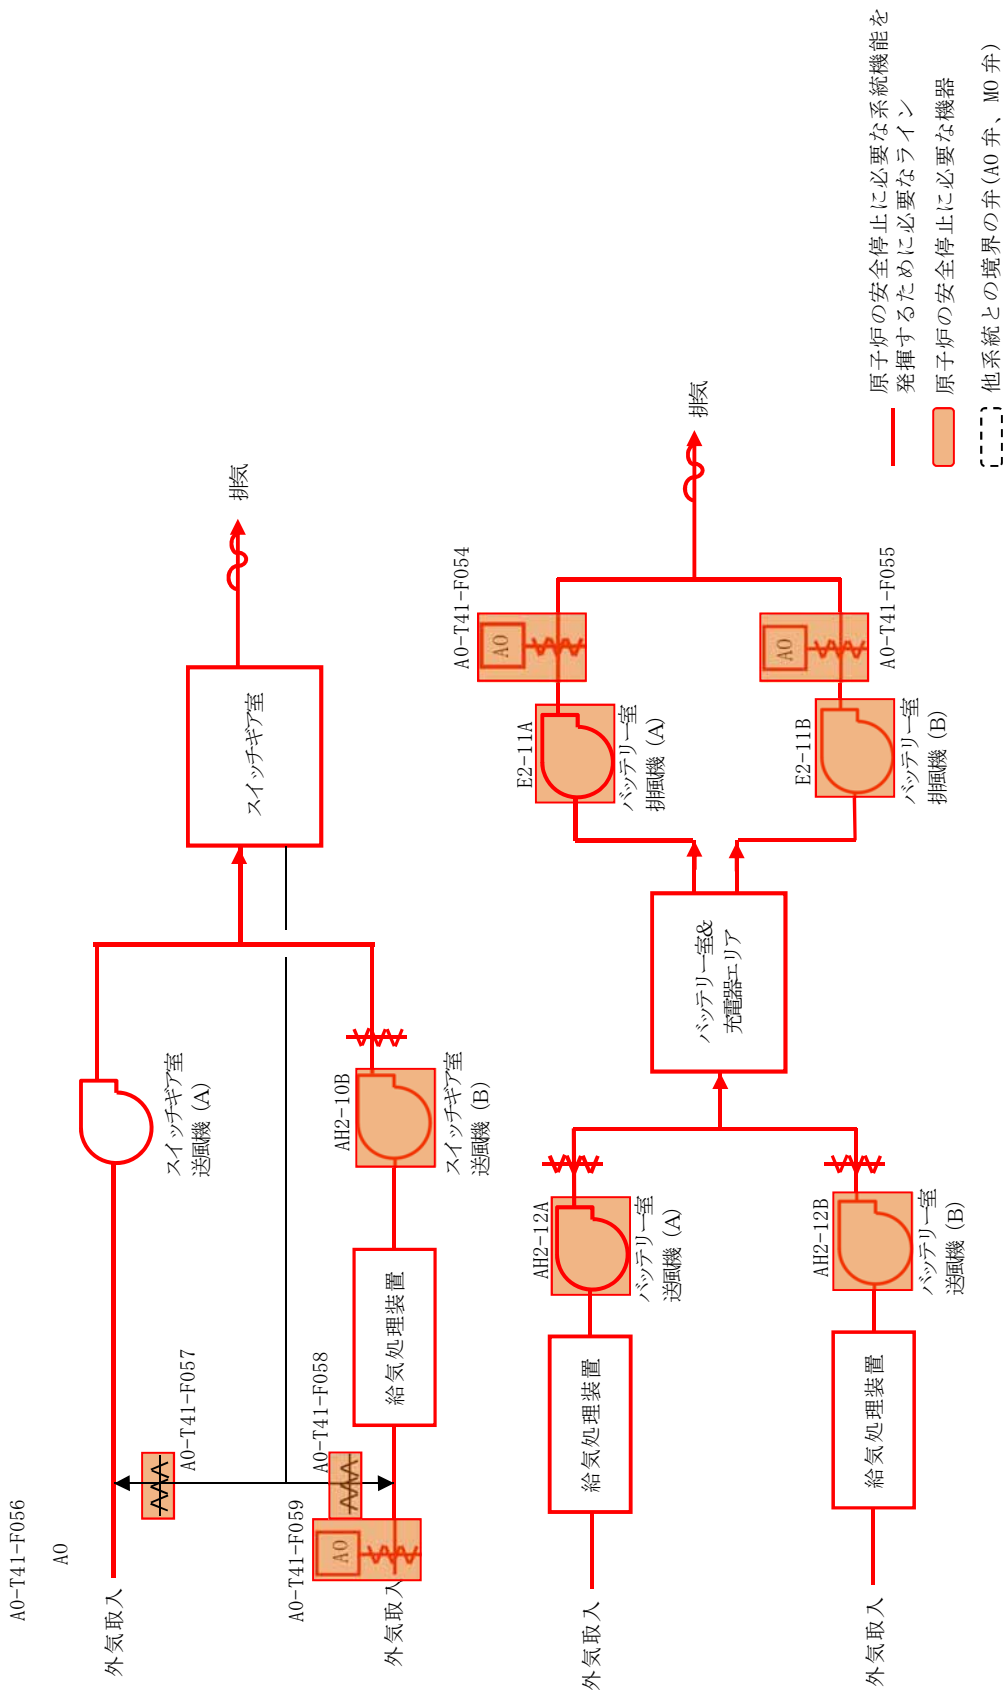 AO-T41-F056
AO
外気取入
AO-T41-F057
スイッチギア室
送風機 (A)
スイッチギア室
排気
AO-T41-F059
AO
外気取入
AO-T41-F058
給気処理装置
AH2-10B
スイッチギア室
送風機 (B)
外気取入
給気処理装置
AH2-12A
バッテリー室
送風機 (A)
バッテリー室&
充電器エリア
E2-11A
バッテリー室
排風機 (A)
AO-T41-F054
AO
排気
外気取入
給気処理装置
AH2-12B
バッテリー室
送風機 (B)
E2-11B
バッテリー室
排風機 (B)
AO-T41-F055
AO
原子炉の安全停止に必要な系統機能を
発揮するために必要なライン
原子炉の安全停止に必要な機器
他系統との境界の弁(AO 弁、MO 弁)